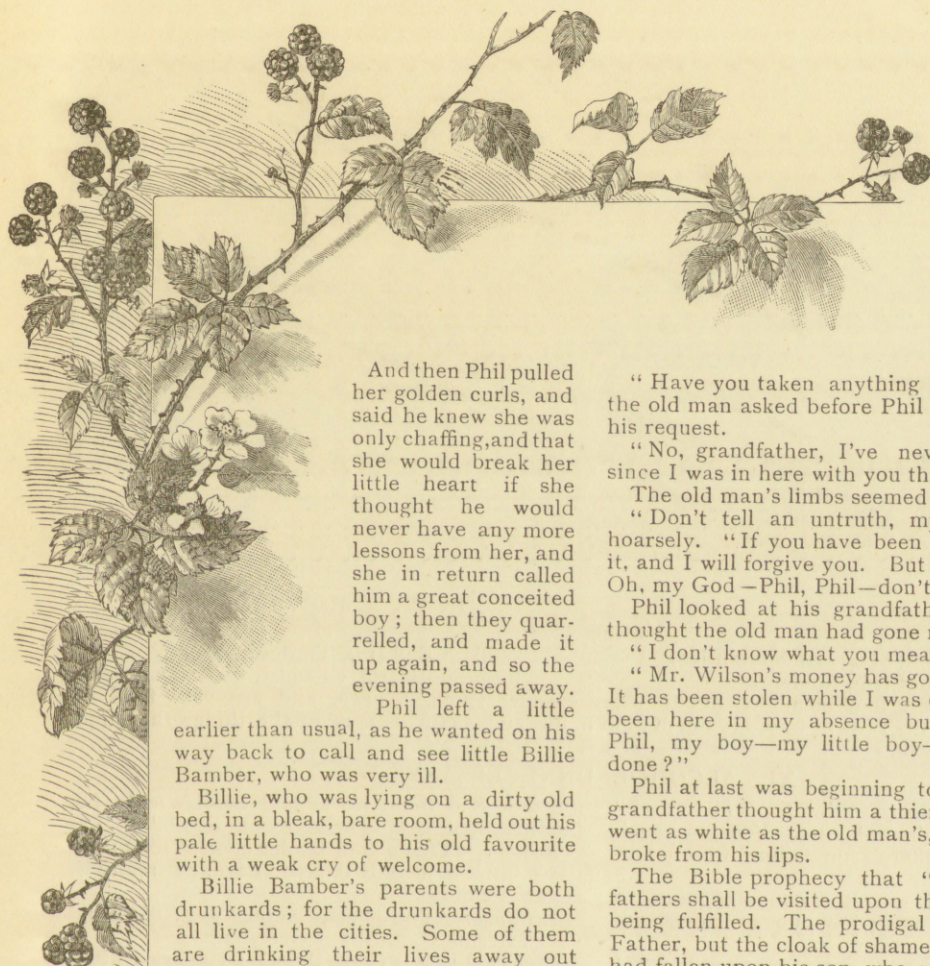 And then Phil pulled
her golden curls, and
said he knew she was
only chaffing,and that
she would break her
little heart if she
thought he would
never have any more
lessons from her, and
she in return called
him a great conceited
boy ; then they quar-
relled, and made it
up again, and so the
evening passed away.
Phil left a little
earlier than usual, as he wanted on his
way back to call and see little Billie
Bamber, who was very ill.
Billie, who was lying on a dirty old
bed, in a bleak, bare room, held out his
pale little hands to his old favourite
with a weak cry of welcome.
Billie Bamber's parents were both
drunkards ; for the drunkards do not
all live in the cities. Some of them
are drinking their lives away out
“ Have you taken anything
the old man asked before Phil
his request.
“ No, grandfather, I've nev
since I was in here with you th
The old man's limbs seemed
“ Don't tell an untruth, m
hoarsely. “ If you have been
it, and I will forgive you. But
Oh, my God —Phil, Phil—don't
Phil looked at his grandfath
thought the old man had gone
“ I don't know what you mea
“ Mr. Wilson's money has go
It has been stolen while I was
been here in my absence bu
Phil, my boy—my little boy-
done ?”
Phil at last was beginning to
grandfather thought him a thie
went as white as the old man's,
broke from his lips.
The Bible prophecy that “
fathers shall be visited upon th
being fulfilled. The prodigal
Father, but the cloak of shame
had fallen upon his son, who